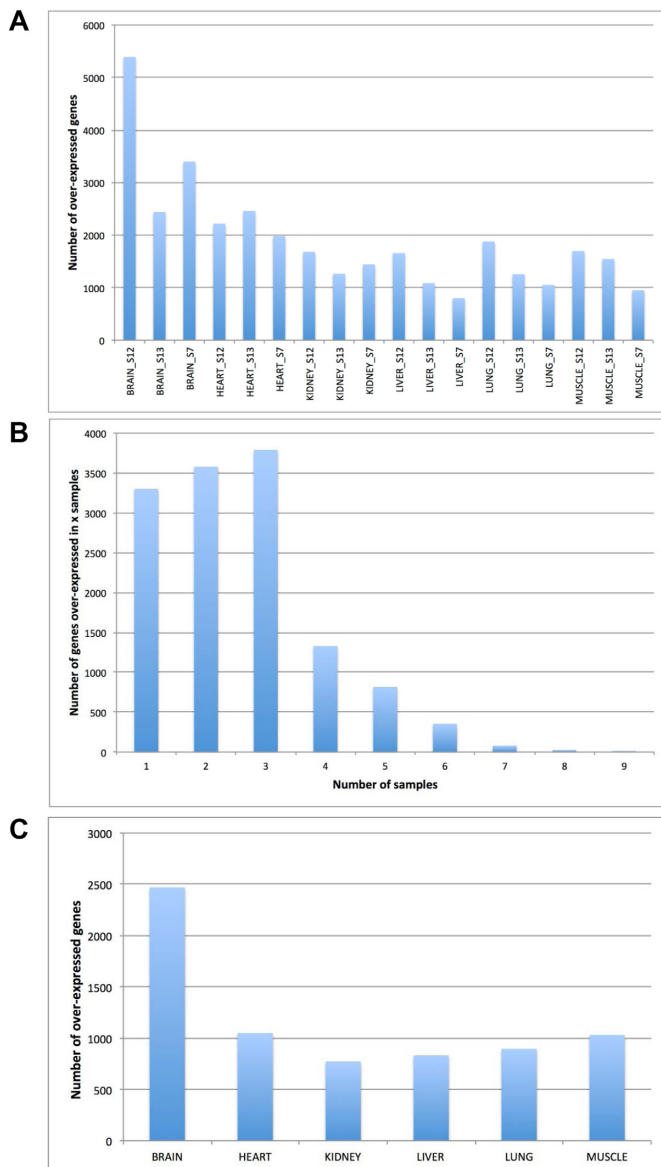 A
Number of over-expressed genes
6000
5000
4000
3000
2000
1000
0
BRAIN_S12
BRAIN_S13
BRAIN_S7
HEART_S12
HEART_S13
HEART_S7
KIDNEY_S12
KIDNEY_S13
KIDNEY_S7
LIVER_S12
LIVER_S13
LIVER_S7
LUNG_S12
LUNG_S13
LUNG_S7
MUSCLE_S12
MUSCLE_S13
MUSCLE_S7
B
Number of genes over-expressed in x samples
4000
3500
3000
2500
2000
1500
1000
500
0
1 2 3 4 5 6 7 8 9
Number of samples
C
Number of over-expressed genes
3000
2500
2000
1500
1000
500
0
BRAIN HEART KIDNEY LIVER LUNG MUSCLE